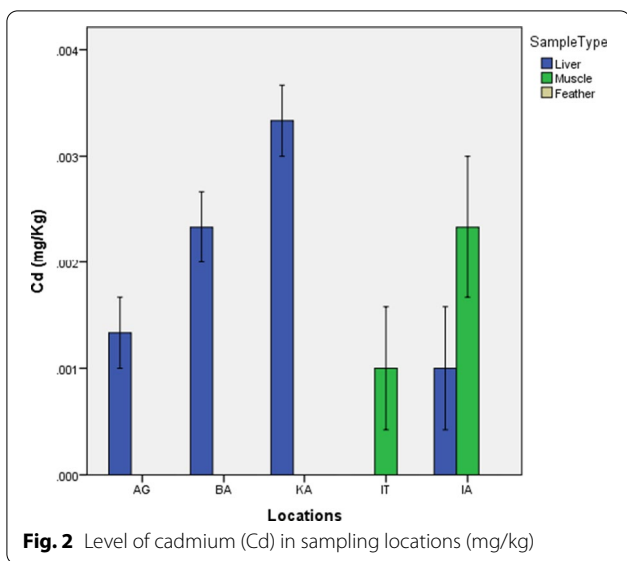 SampleType
Liver
Muscle
Feather
.004
.003
.002
.001
.000
Cd (mg/Kg)
AG BA KA IT IA
Locations
Fig. 2 Level of cadmium (Cd) in sampling locations (mg/kg)